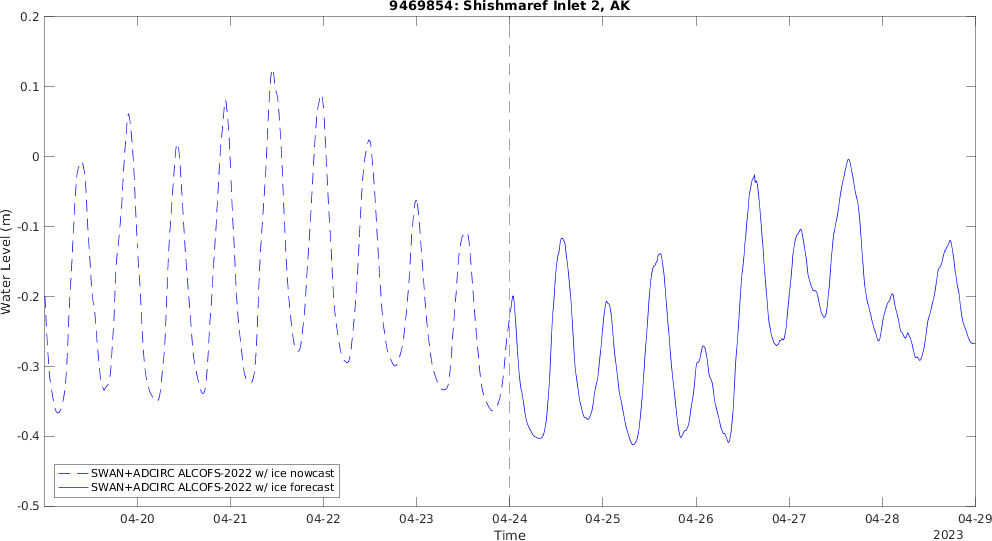 9469854: Shishmaref Inlet 2, AK
0.2
0.1
0
-0.1
-0.2
-0.3
-0.4
-0.5
Water Level (m)
SWAN+ADCIRC ALCOFS-2022 w/ ice nowcast
SWAN+ADCIRC ALCOFS-2022 w/ ice forecast
04-20 04-21 04-22 04-23 04-24 04-25 04-26 04-27 04-28 04-29
Time
2023